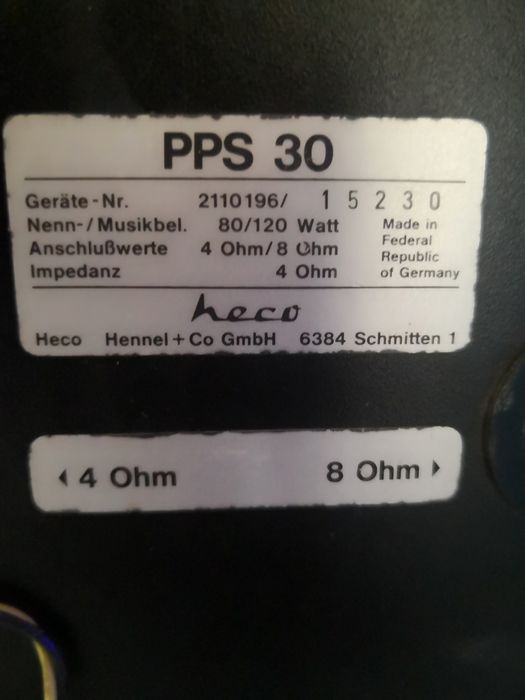 PPS 30
Geräte-Nr. 2110196/ 15230
Nenn-/Musikbel. 80/120 Watt
Anschlußwerte 4 Ohm/8 Ohm
Impedanz 4 Ohm
Made in
Federal
Republic
of Germany
heco
Heco Hennel+Co GmbH 6384 Schmitten 1
4 Ohm 8 Ohm